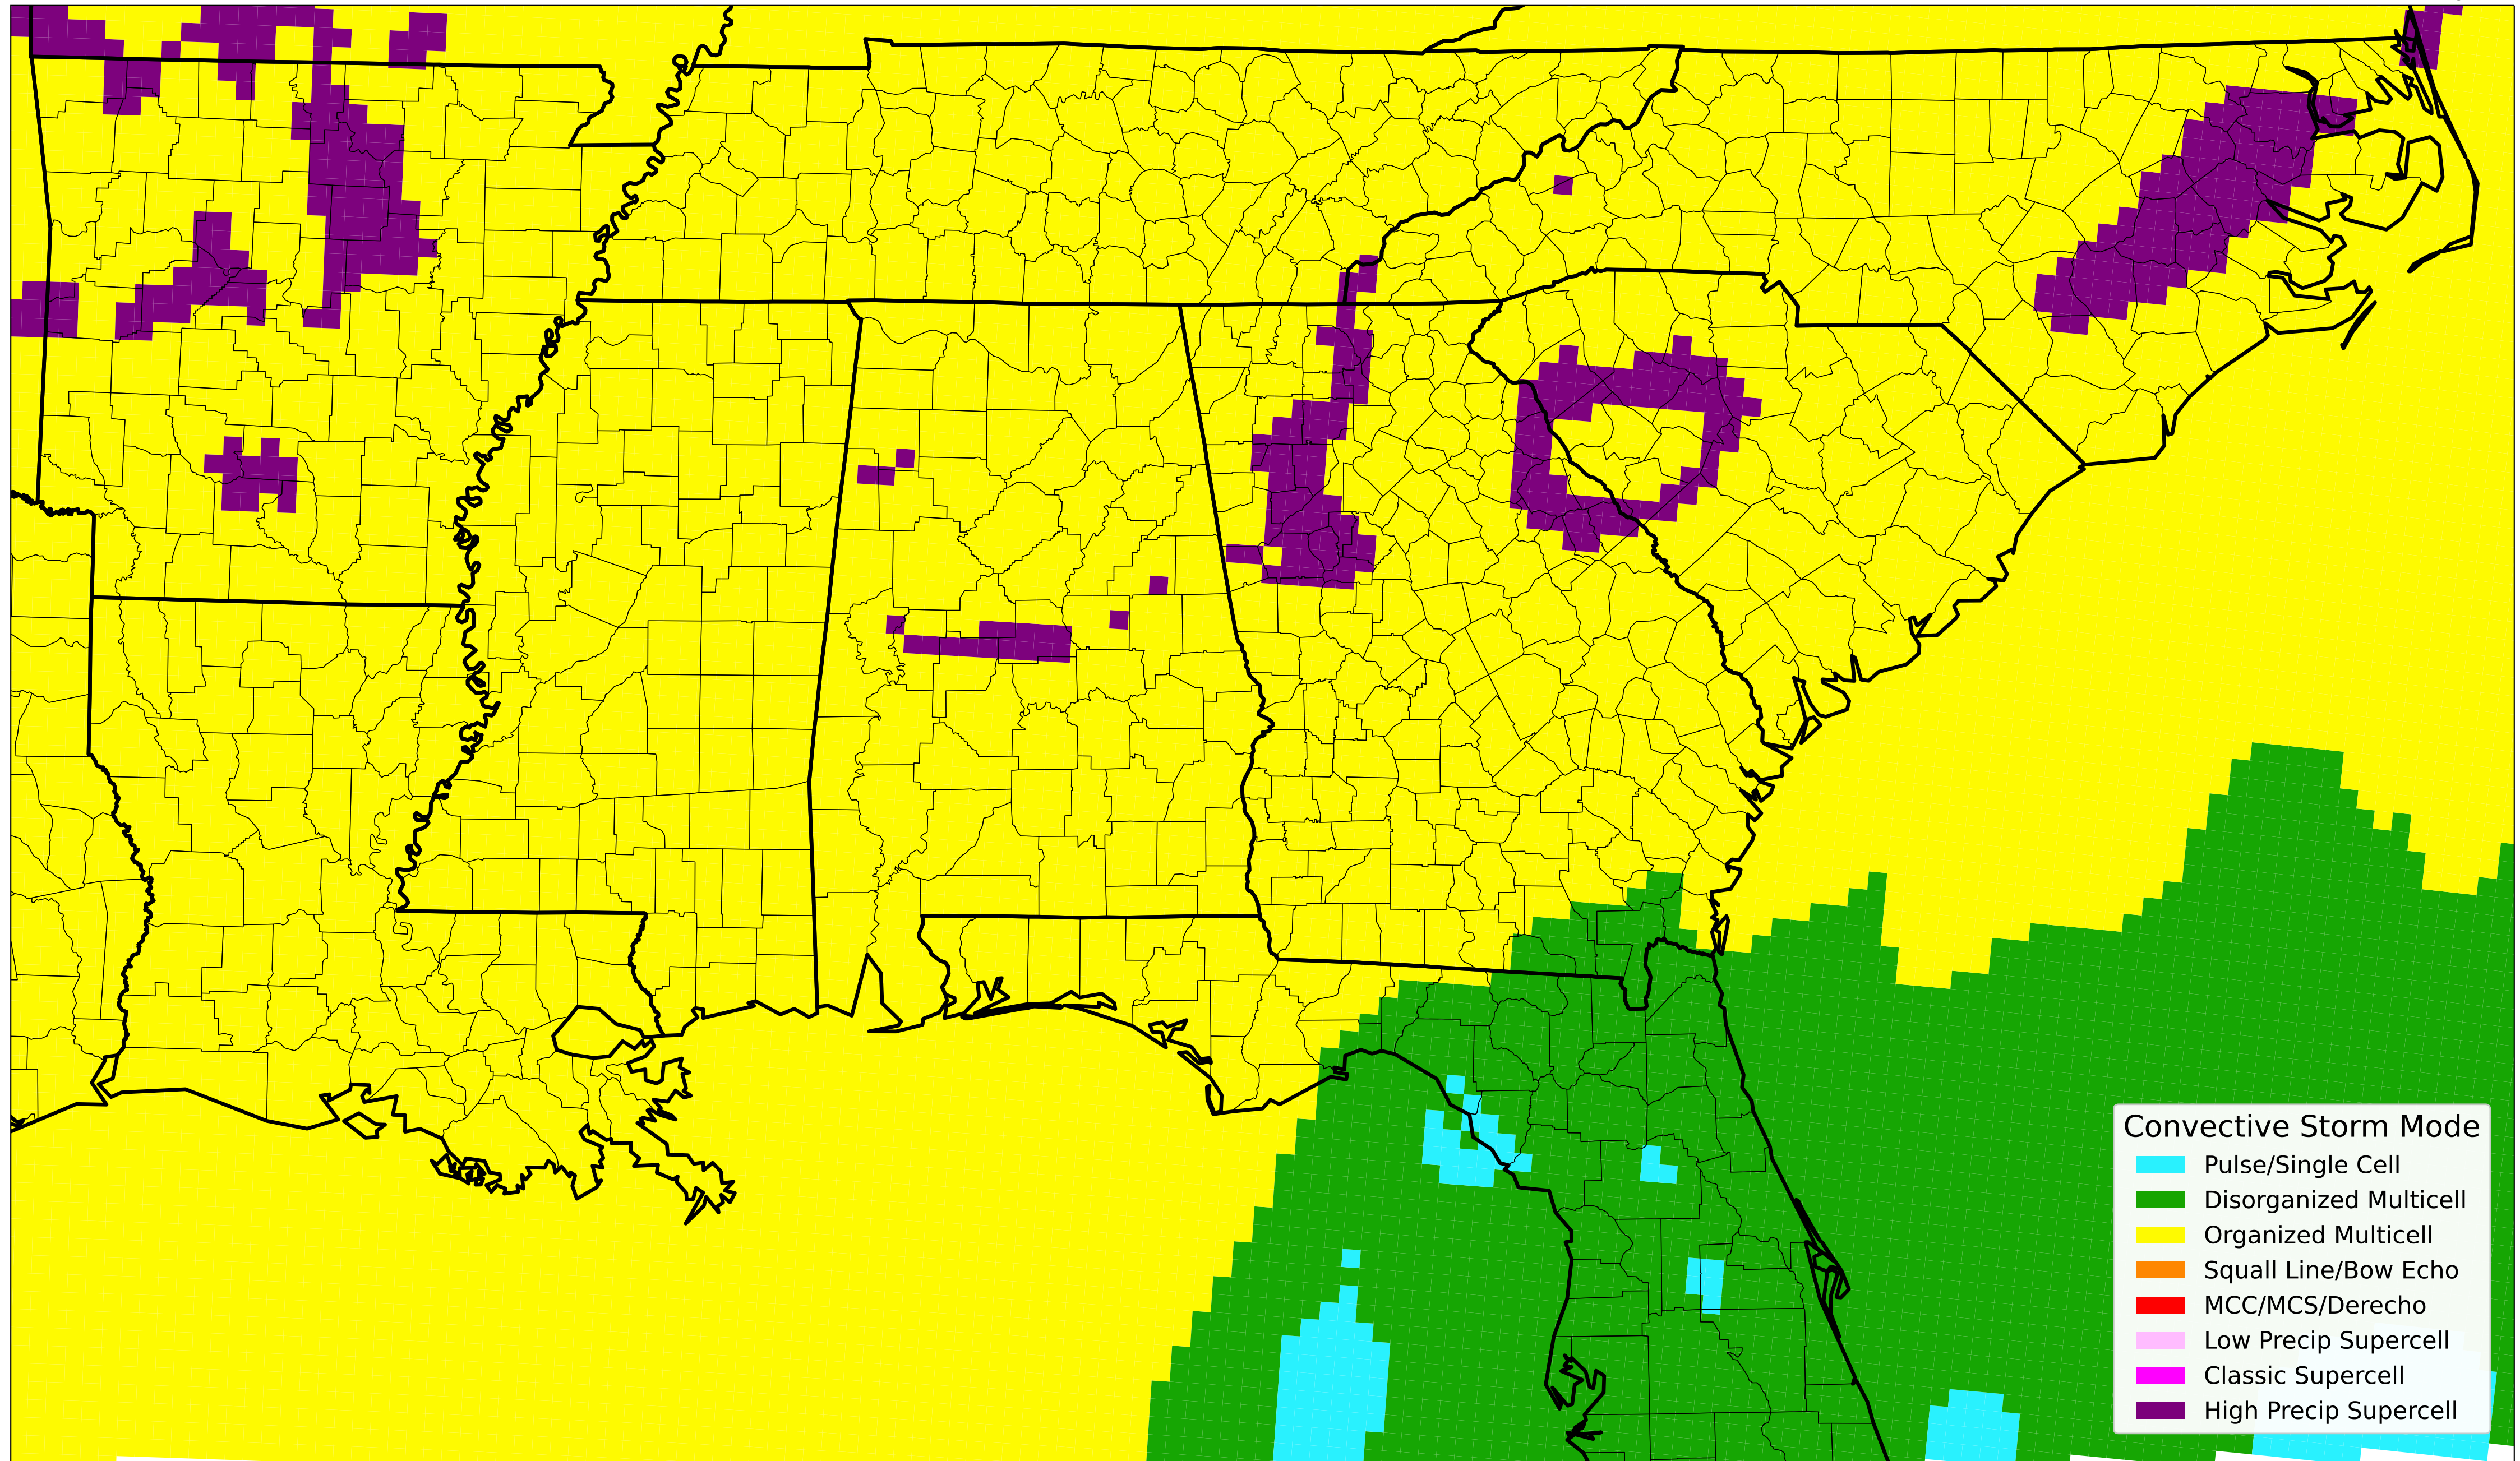 Convective Storm Mode
Pulse/Single Cell
Disorganized Multicell
Organized Multicell
Squall Line/Bow Echo
MCC/MCS/Derecho
Low Precip Supercell
Classic Supercell
High Precip Supercell